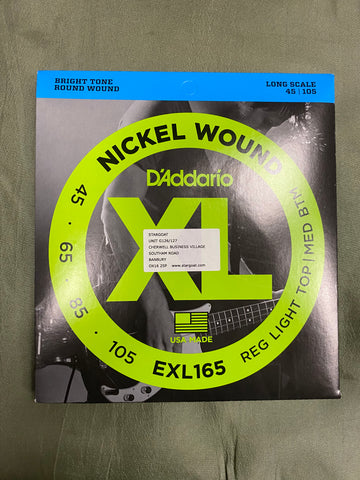 BRIGHT TONE
ROUND WOUND
LONG SCALE
45 | 105
NICKEL WOUND
D'Addario
XL
STARGOAT
UNIT G126/127
CHERWELL BUSINESS VILLAGE
SOUTHAM ROAD
BANBURY
OX16 2SP www.stargoat.com
USA MADE
45 • 65 • 85 • 105
EXL165
REG LIGHT TOP | MED BTM